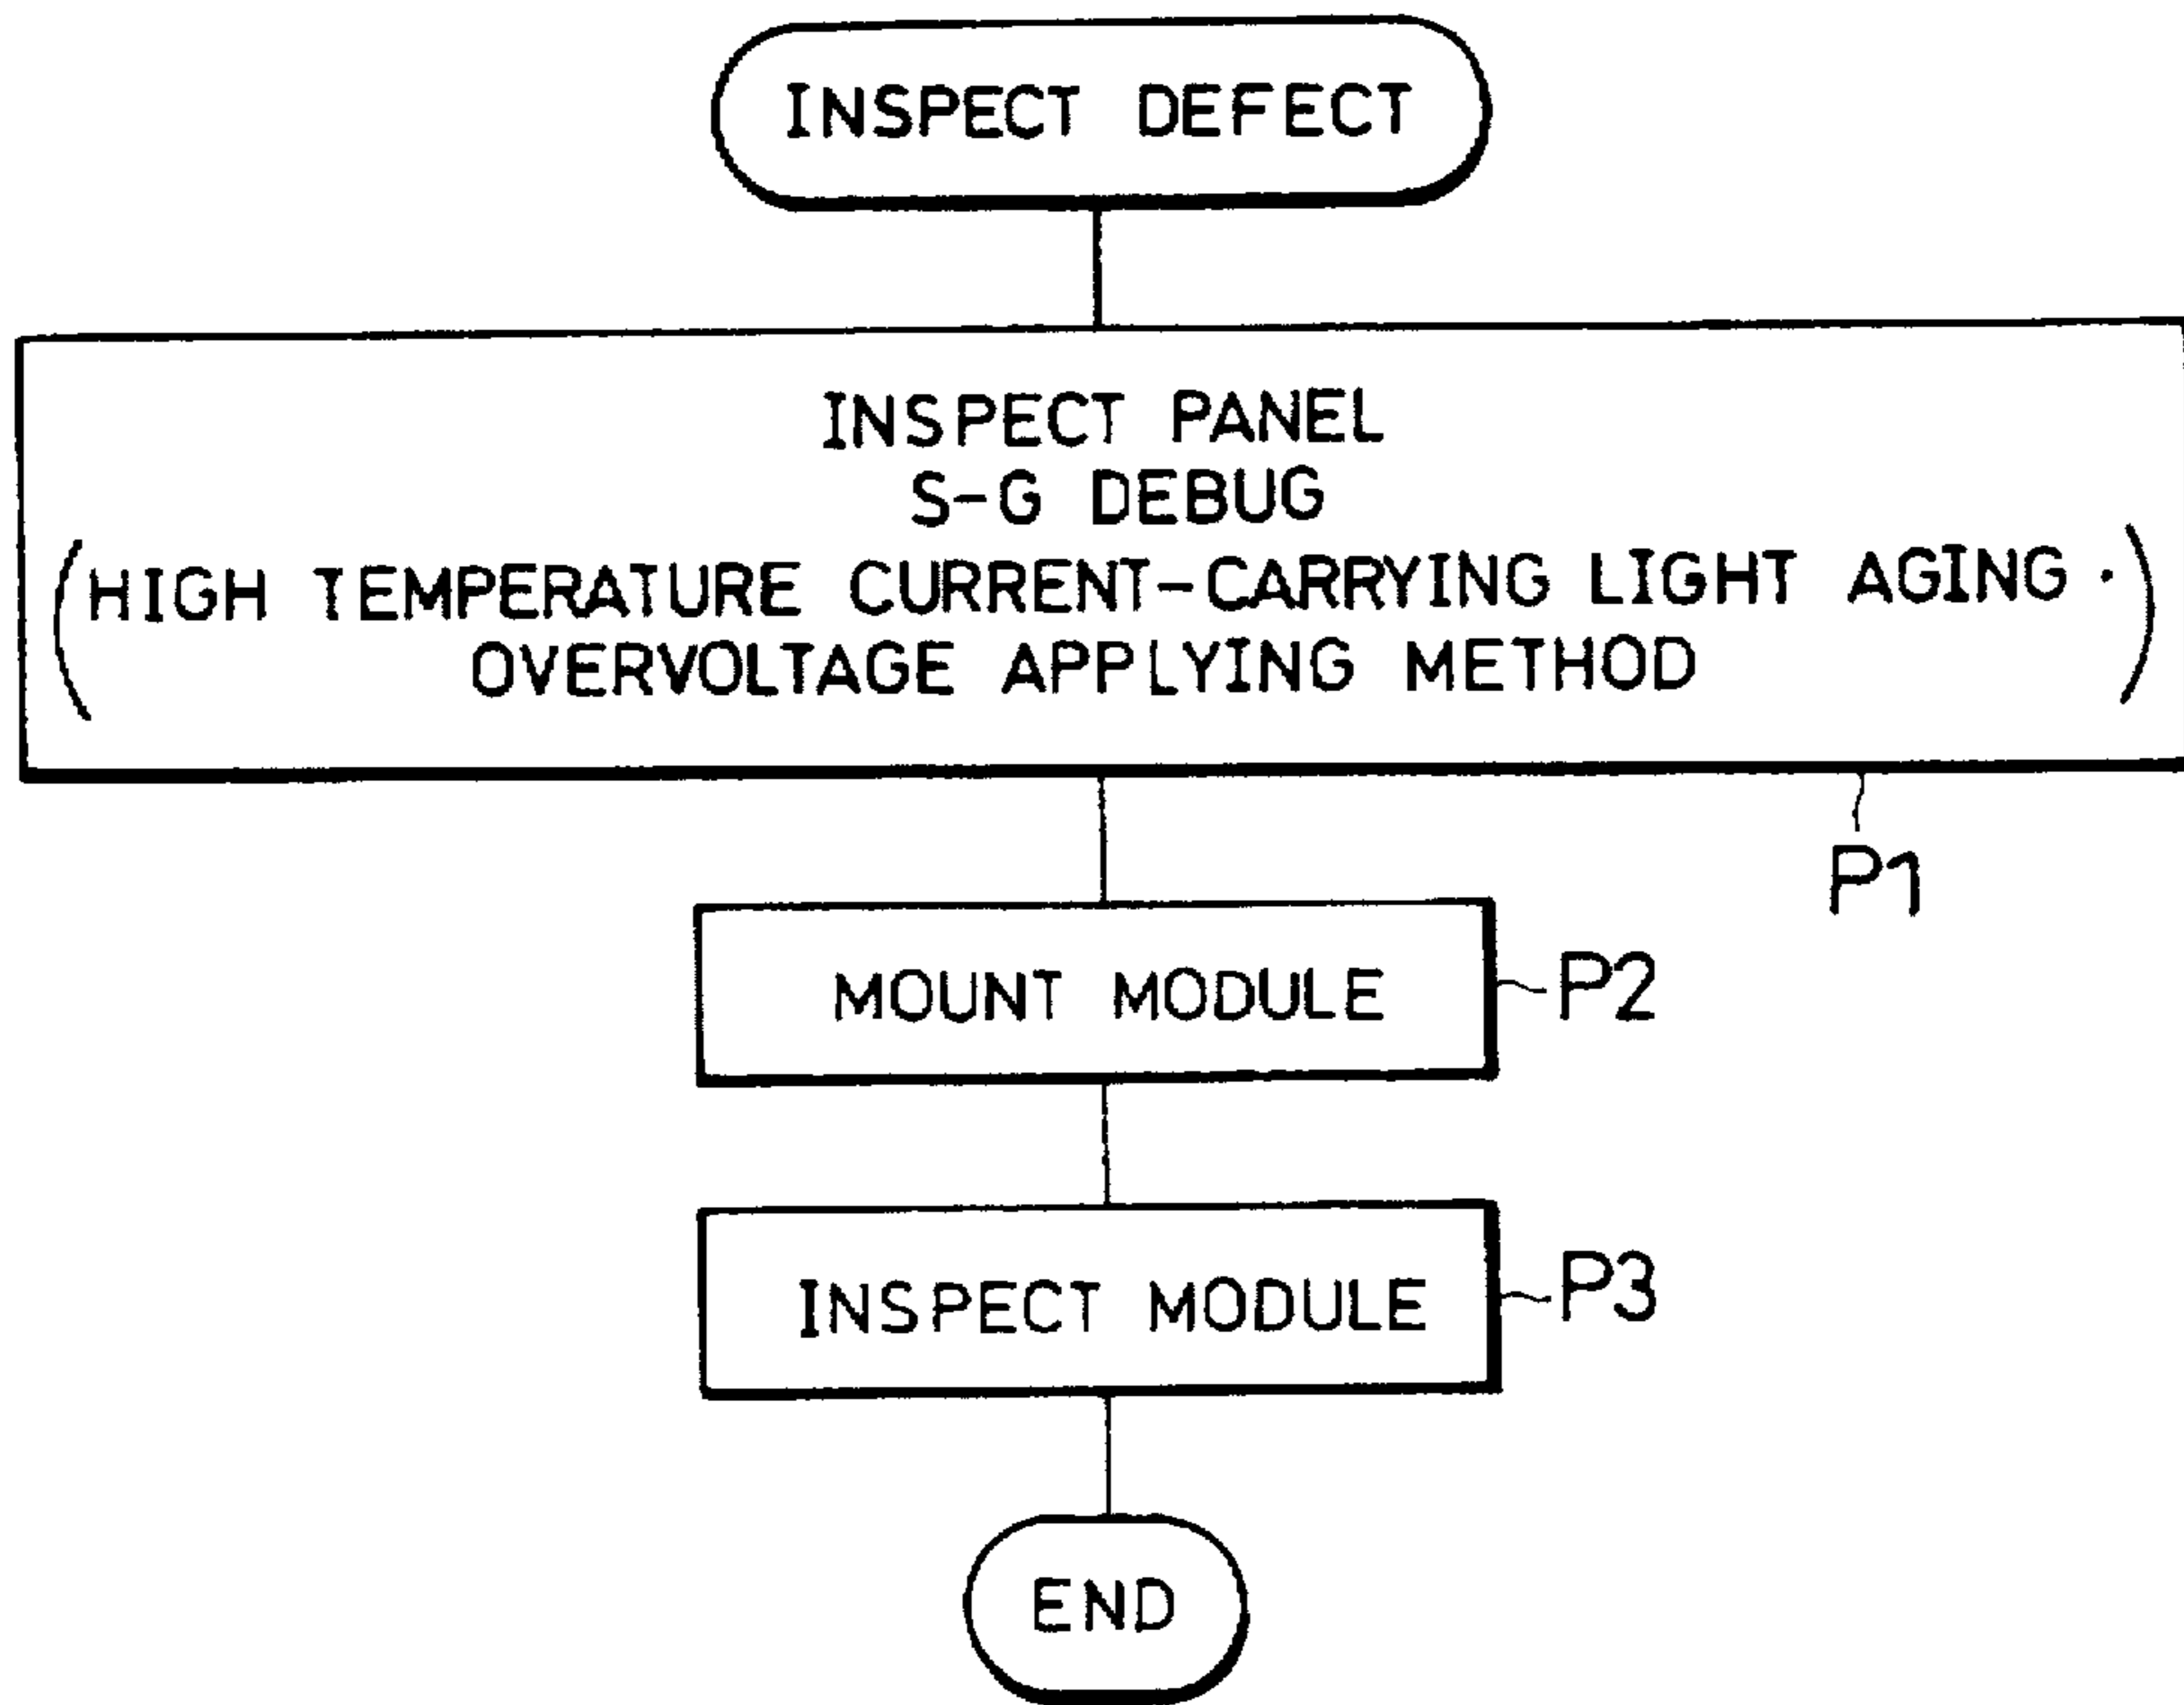 INSPECT DEFECT
INSPECT PANEL
S-G DEBUG
(HIGH TEMPERATURE CURRENT-CARRYING LIGHT AGING ·
OVERVOLTAGE APPLYING METHOD)
P1
MOUNT MODULE
P2
INSPECT MODULE
P3
END